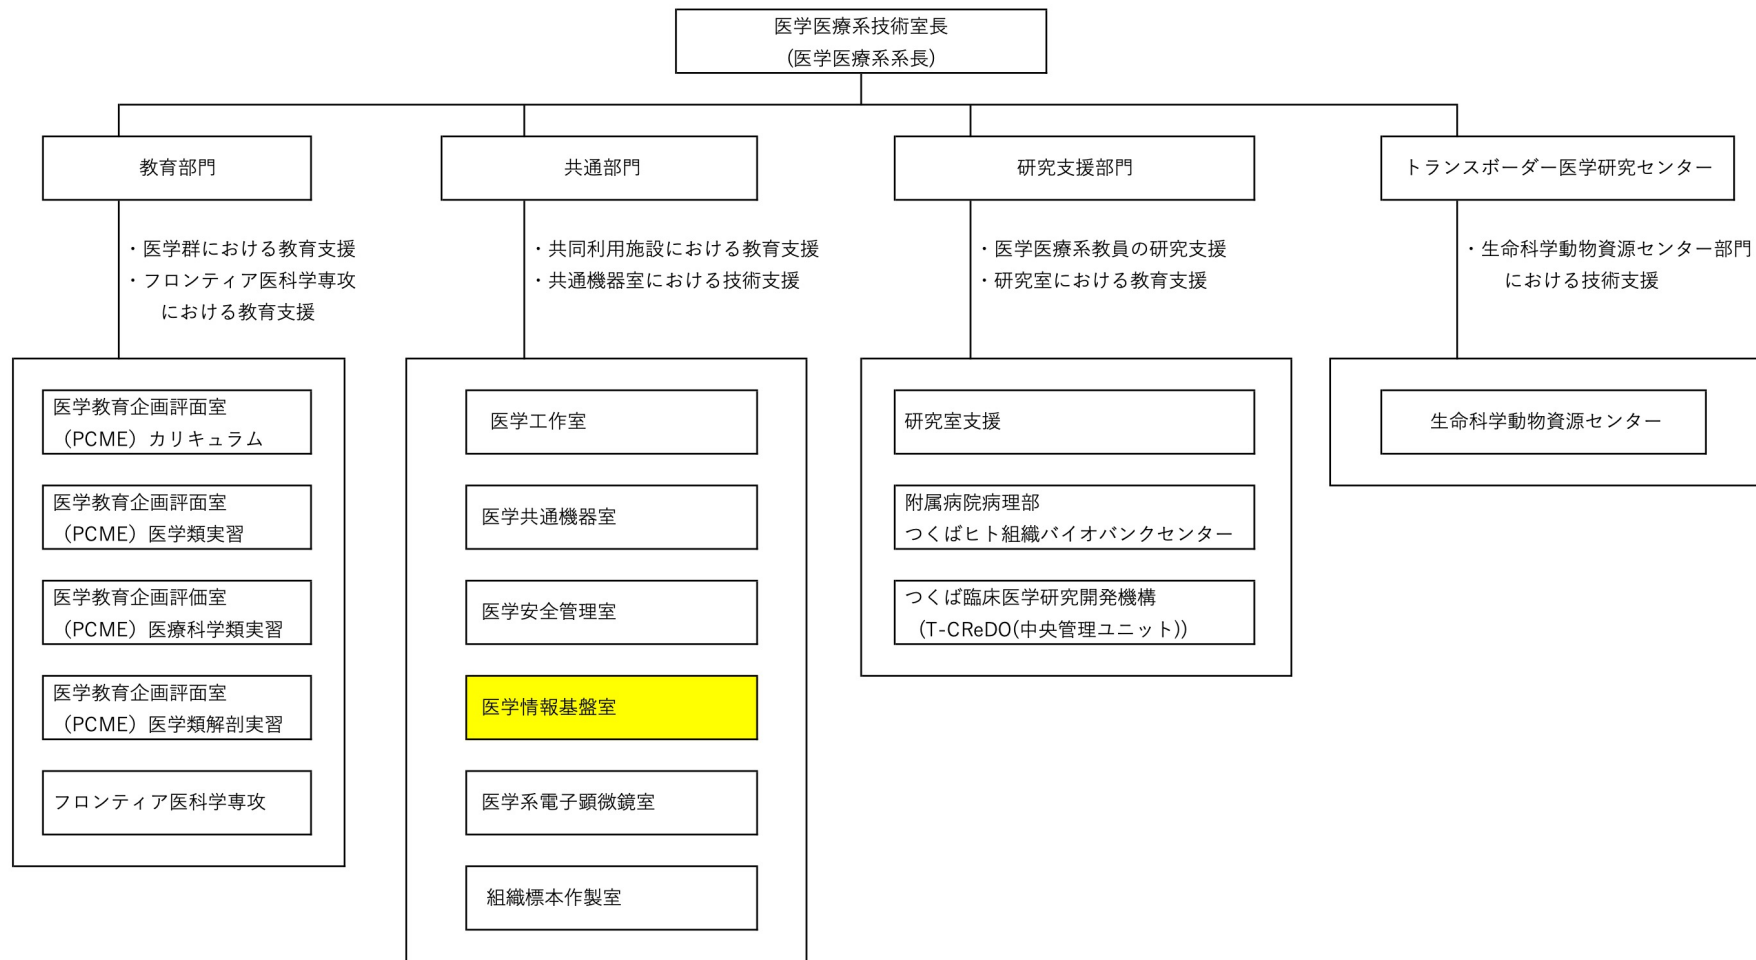 医学医療系技術室長
(医学医療系系長)
教育部門
共通部門
研究支援部門
トランスボーダー医学研究センター
・医学群における教育支援
・フロンティア医科学専攻
における教育支援
・共同利用施設における教育支援
・共通機器室における技術支援
・医学医療系教員の研究支援
・研究室における教育支援
・生命科学動物資源センター部門
における技術支援
医学教育企画評面室
（PCME）カリキュラム
医学教育企画評面室
（PCME）医学類実習
医学教育企画評価室
（PCME）医療科学類実習
医学教育企画評面室
（PCME）医学類解剖実習
フロンティア医科学専攻
医学工作室
医学共通機器室
医学安全管理室
医学情報基盤室
医学系電子顕微鏡室
組織標本作製室
研究室支援
附属病院病理部
つくばヒト組織バイオバンクセンター
つくば臨床医学研究開発機構
（T-CReDO(中央管理ユニット)）
生命科学動物資源センター